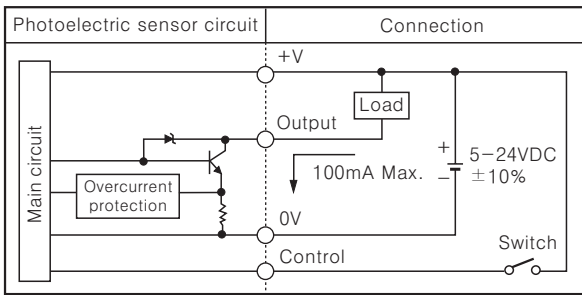 Photoelectric sensor circuit
Connection
+V
Load
Output
Main circuit
Overcurrent
protection
100mA Max.
+
−
5−24VDC
±10%
0V
Switch
Control